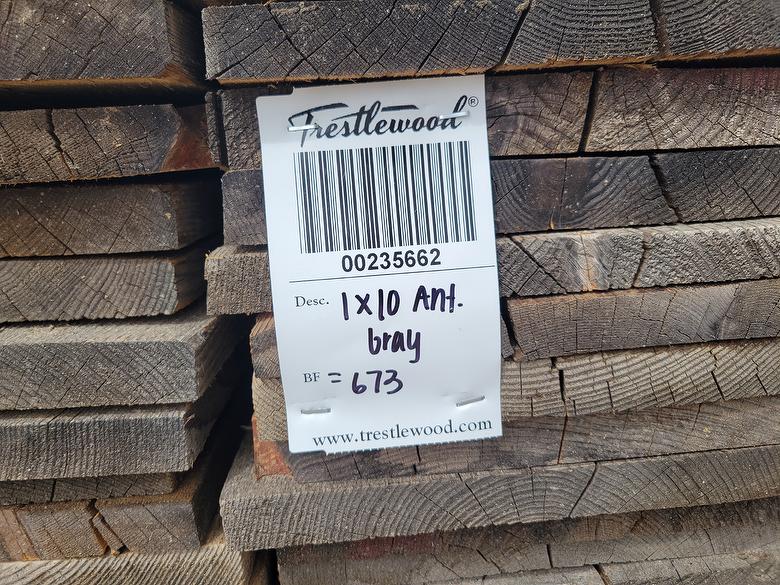 Trestlewood®
00235662
Desc. 1x10 Ant.
Gray
BF = 673
www.trestlewood.com